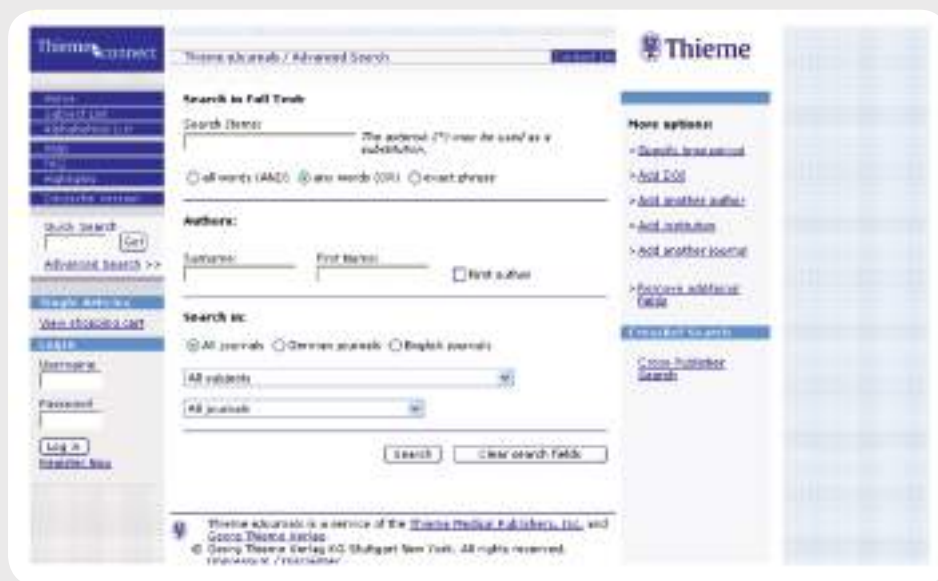 Thieme connect
Thieme eJournals / Advanced Search
Contact Us
Thieme
Home
Subject List
Alphabetical List
Help
FAQ
Search in Full Text:
Search Items:
The asterisk (*) may be used as a
substitution.
all words (AND) any words (OR) exact phrase
Quick Search
Go!
Advanced Search >>
Authors:
Surname:
First Name:
First author
Single Articles
View shopping cart
Login
Username
Password
Log in
Register Now
Search in:
All journals German journals English journals
All subjects
All journals
Search
Clear search fields
More options:
> Specify time period
> Add DOI
> Add another author
> Add institution
> Add another journal
> Remove additional
fields
CrossRef Search
Cross Publisher
Search
Thieme eJournals is a service of the Thieme Medical Publishers, Inc. and
Georg Thieme Verlag
© Georg Thieme Verlag KG Stuttgart New York. All rights reserved.
Impressum / Disclaimer